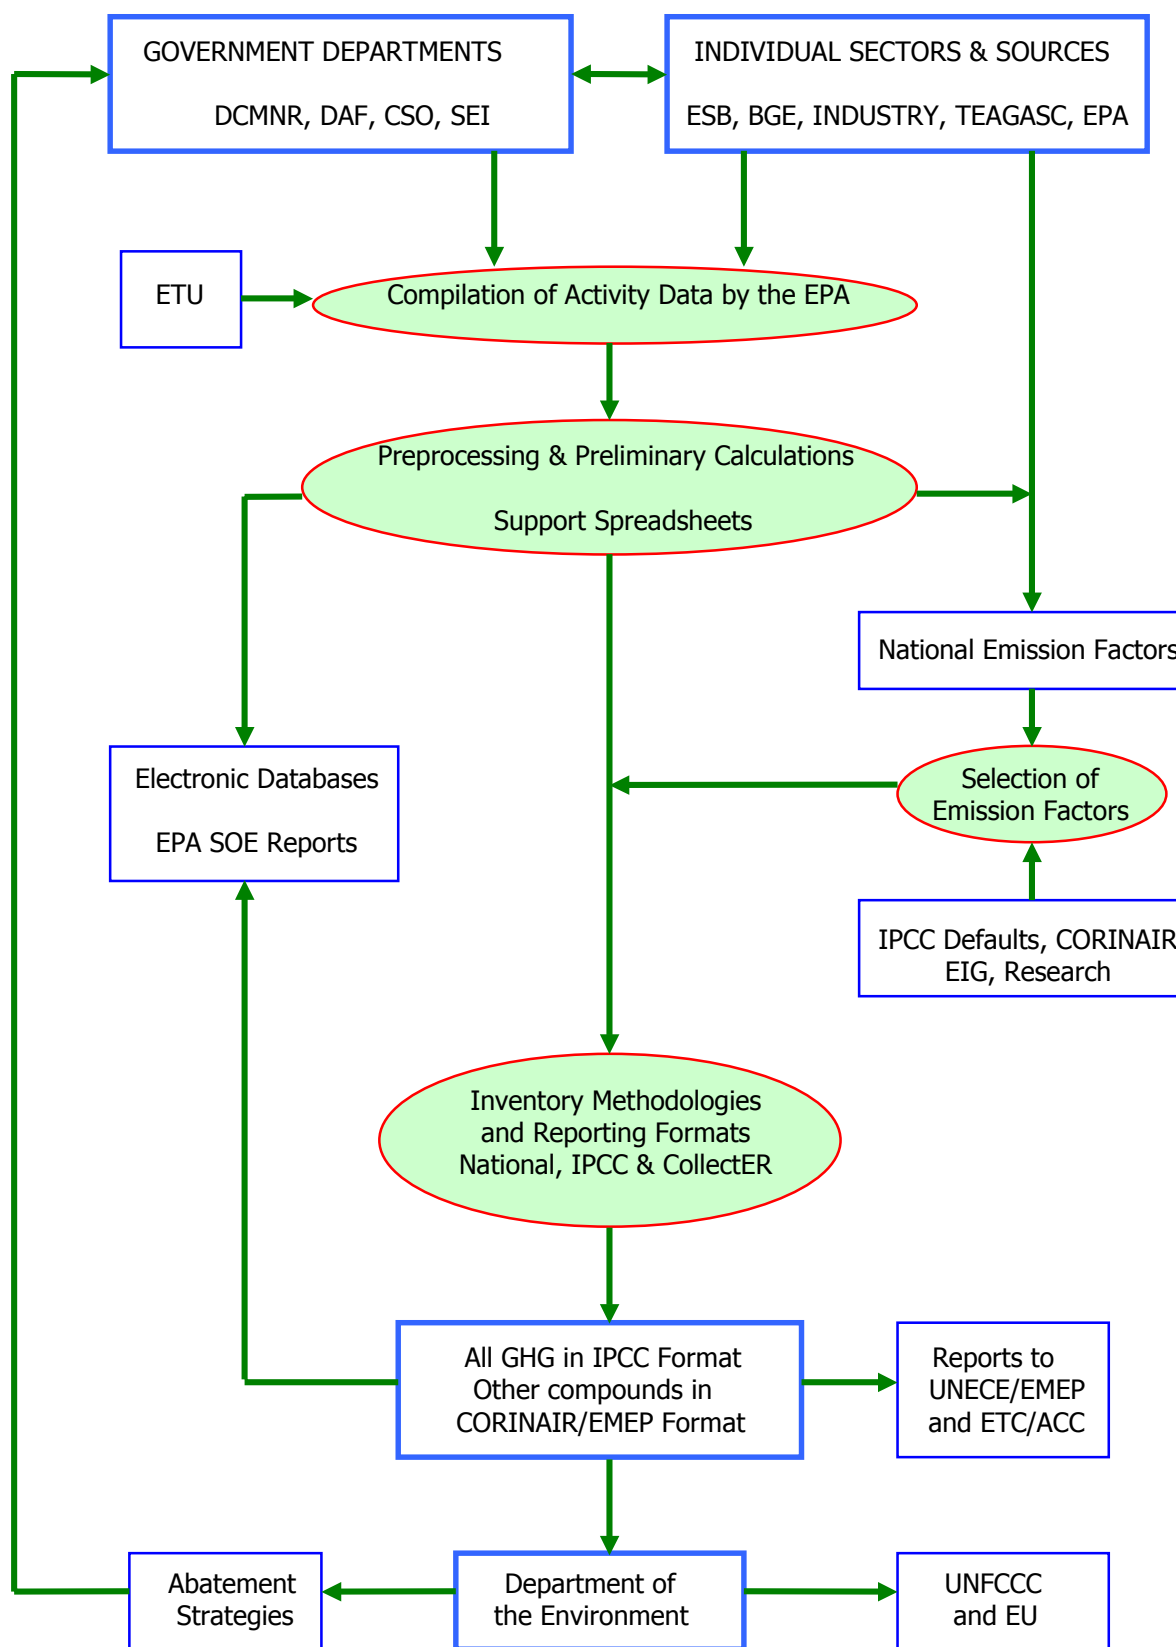 GOVERNMENT DEPARTMENTS
DCMNR, DAF, CSO, SEI
INDIVIDUAL SECTORS & SOURCES
ESB, BGE, INDUSTRY, TEAGASC, EPA
ETU
Compilation of Activity Data by the EPA
Preprocessing & Preliminary Calculations
Support Spreadsheets
National Emission Factors
Electronic Databases
EPA SOE Reports
Selection of
Emission Factors
IPCC Defaults, CORINAIR
EIG, Research
Inventory Methodologies
and Reporting Formats
National, IPCC & CollectER
All GHG in IPCC Format
Other compounds in
CORINAIR/EMEP Format
Reports to
UNECE/EMEP
and ETC/ACC
Abatement
Strategies
Department of
the Environment
UNFCCC
and EU